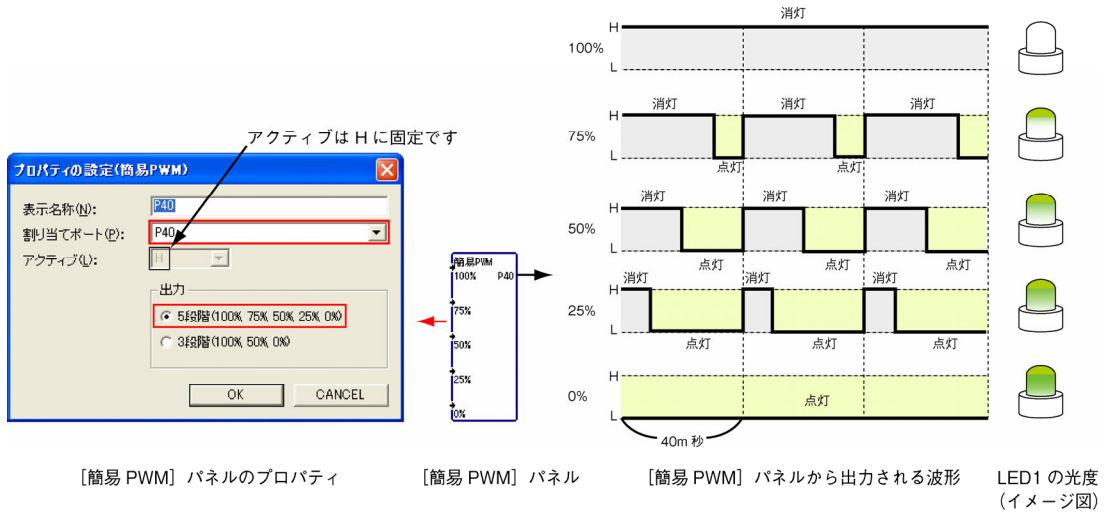 アクティブは H に固定です
プロパティの設定(簡易PWM)
表示名称(N):
P40
割り当てポート(P):
P40
アクティブ(L):
H
出力
5段階(100%, 75%, 50%, 25%, 0%)
3段階(100%, 50%, 0%)
OK
CANCEL
[簡易 PWM] パネルのプロパティ
簡易PWM
100%
P40
75%
50%
25%
0%
[簡易 PWM] パネル
消灯
100%
H
L
消灯
消灯
消灯
75%
H
L
点灯
点灯
消灯
消灯
消灯
50%
H
L
点灯
点灯
点灯
消灯
消灯
消灯
25%
H
L
点灯
点灯
点灯
0%
H
L
点灯
40m 秒
[簡易 PWM] パネルから出力される波形
LED1 の光度
(イメージ図)